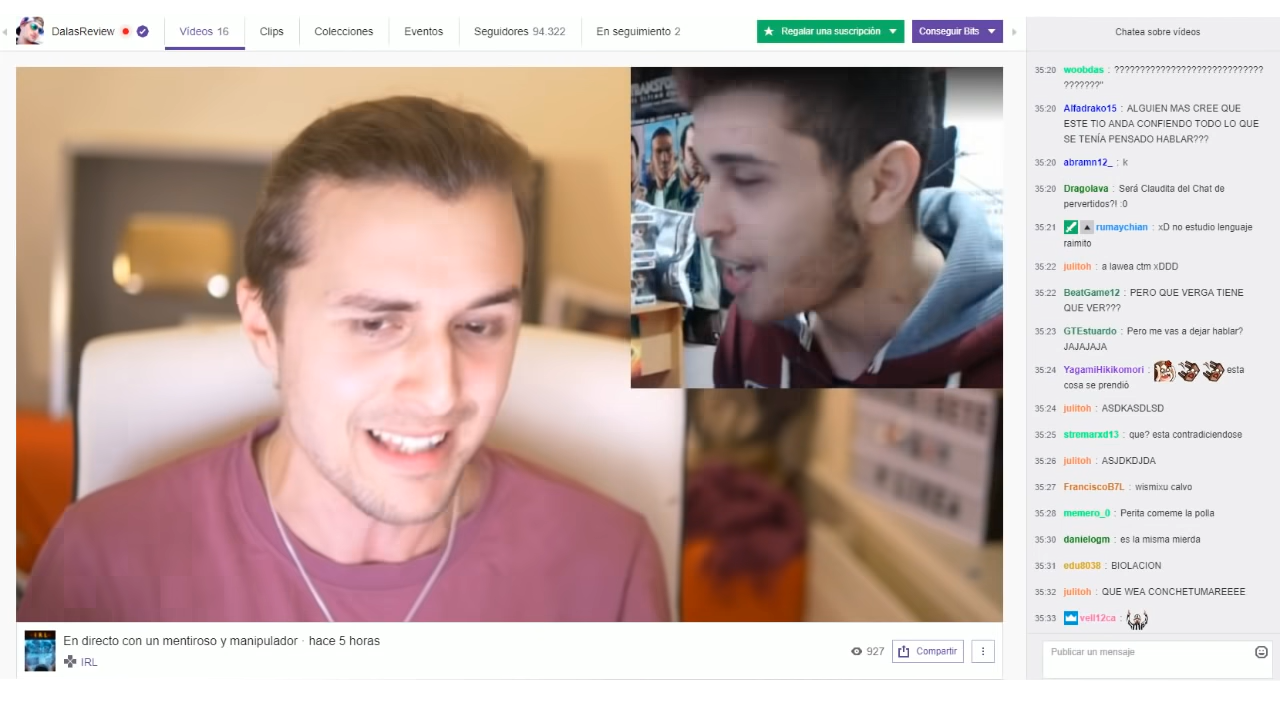 DalasReview
Vídeos 16
Clips
Colecciones
Eventos
Seguidores 94.322
En seguimiento 2
Regalar una suscripción
Conseguir Bits
Chatea sobre vídeos
35:20 woobdas : ?????????????????????????????
???????"
35:20 Alfadrako15 : ALGUIEN MAS CREE QUE
ESTE TIO ANDA CONFIENDO TODO LO QUE
SE TENÍA PENSADO HABLAR???
35:20 abramn12_ : k
35:20 Dragolava : Será Claudita del Chat de
pervertidos?! :0
35:21 rumaychian : xD no estudio lenguaje
raimito
35:22 julitoh : a lawea ctm xDDD
35:22 BeatGame12 : PERO QUE VERGA TIENE
QUE VER???
35:23 GTEstuardo : Pero me vas a dejar hablar?
JAJAJAJA
35:24 YagamiHikikomori : esta
cosa se prendió
35:24 julitoh : ASDKASDLSD
35:25 stremarxd13 : que? esta contradiciendose
35:26 julitoh : ASJDKDJDA
35:27 FranciscoB7L : wismixu calvo
35:28 memero_0 : Perita comeme la polla
35:30 danielogm : es la misma mierda
35:31 edu8038 : BIOLACION
35:32 julitoh : QUE WEA CONCHETUMAREEEE
35:33 vell12ca :
Publicar un mensaje
En directo con un mentiroso y manipulador · hace 5 horas
IRL
927
Compartir